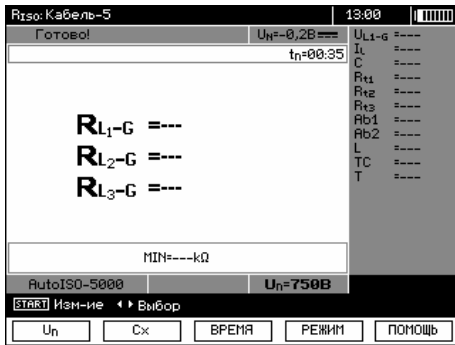 RISO: Кабель-5 13:00
Готово! UN=-0,2В
tn=00:35
RL1-G =---
RL2-G =---
RL3-G =---
MIN=---kΩ
UL1-G =---
IL =---
C =---
Rt1 =---
Rt2 =---
Rt3 =---
Ab1 =---
Ab2 =---
L =---
TC =---
T =---
AutoISO-5000 Un=750В
START Изм-ие Выбор
Un Cx ВРЕМЯ РЕЖИМ ПОМОЩЬ